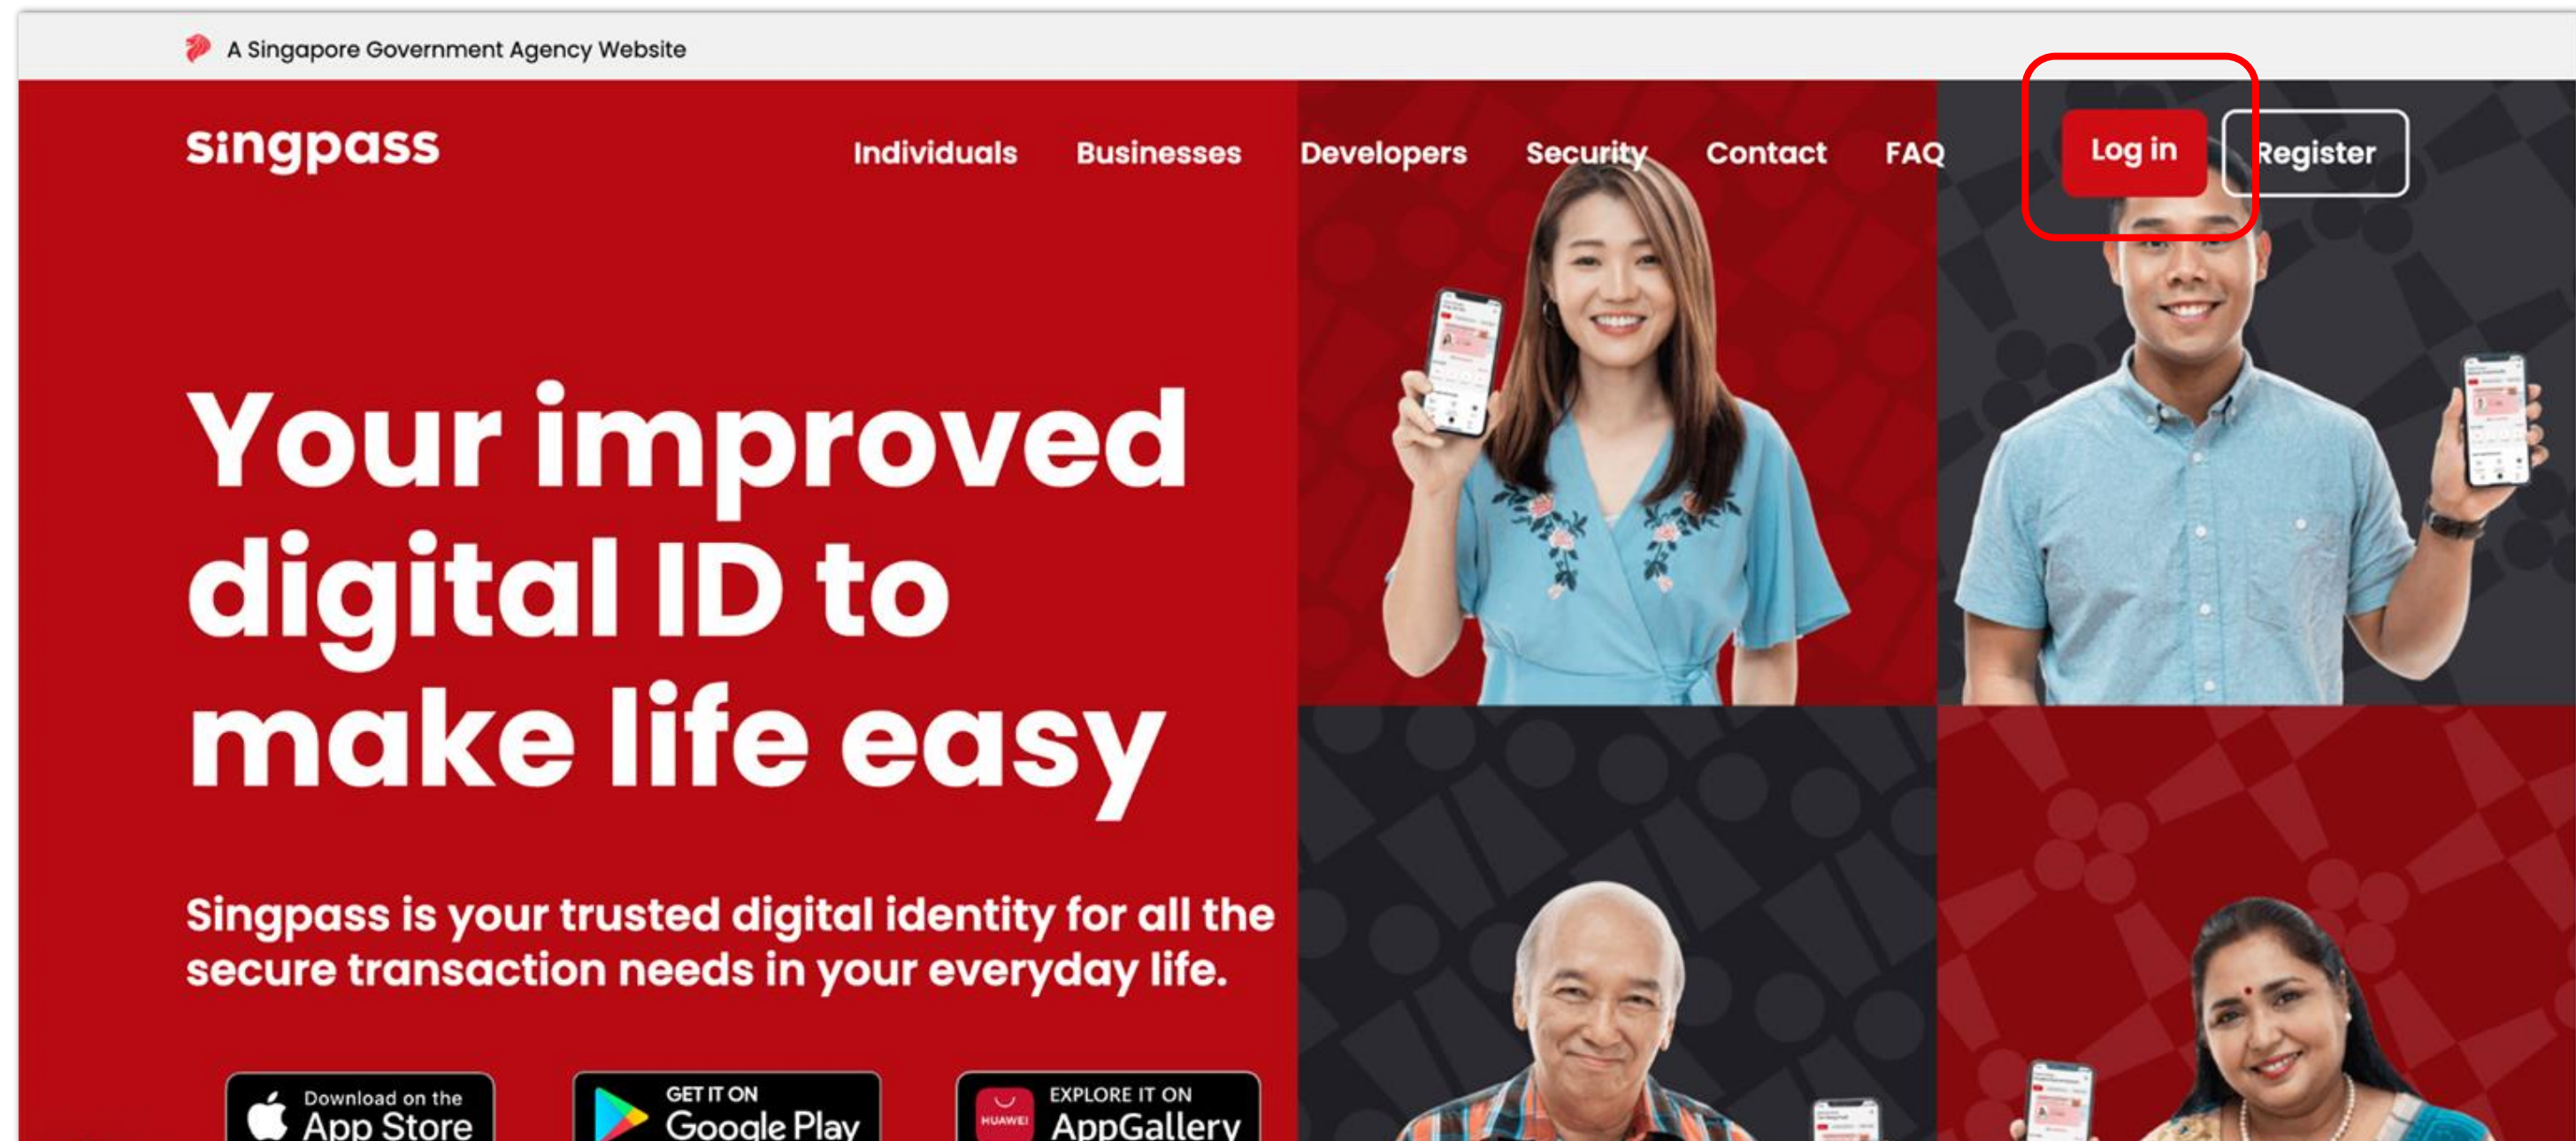 A Singapore Government Agency Website
singpass
Individuals Businesses Developers Security Contact FAQ Log in Register
Your improved
digital ID to
make life easy
Singpass is your trusted digital identity for all the
secure transaction needs in your everyday life.
Download on the
App Store
GET IT ON
Google Play
HUAWEI
EXPLORE IT ON
AppGallery